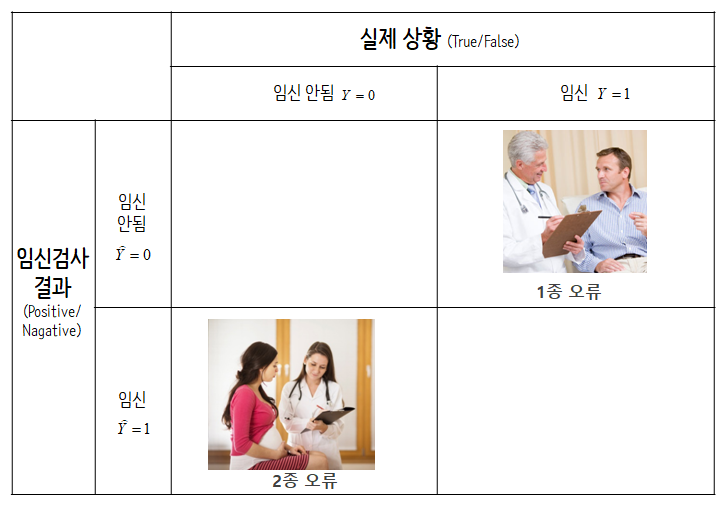 실제 상황 (True/False)
임신 안됨 Y = 0
임신 Y = 1
임신검사
결과
(Positive/
Nagative)
임신
안됨
Ŷ = 0
1종 오류
임신
Ŷ = 1
2종 오류